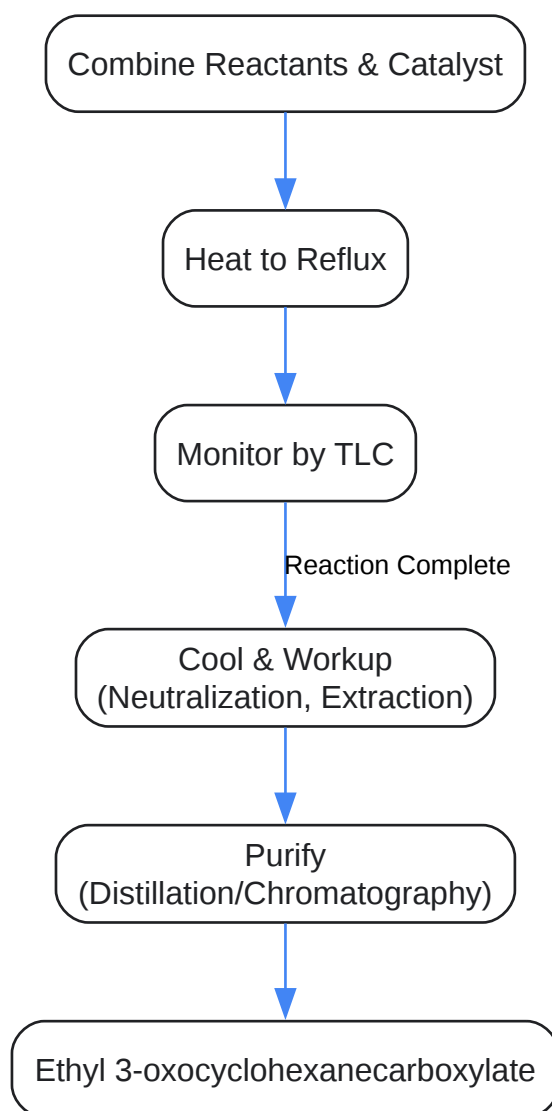 Combine Reactants & Catalyst
Heat to Reflux
Monitor by TLC
Reaction Complete
Cool & Workup
(Neutralization, Extraction)
Purify
(Distillation/Chromatography)
Ethyl 3-oxocyclohexanecarboxylate